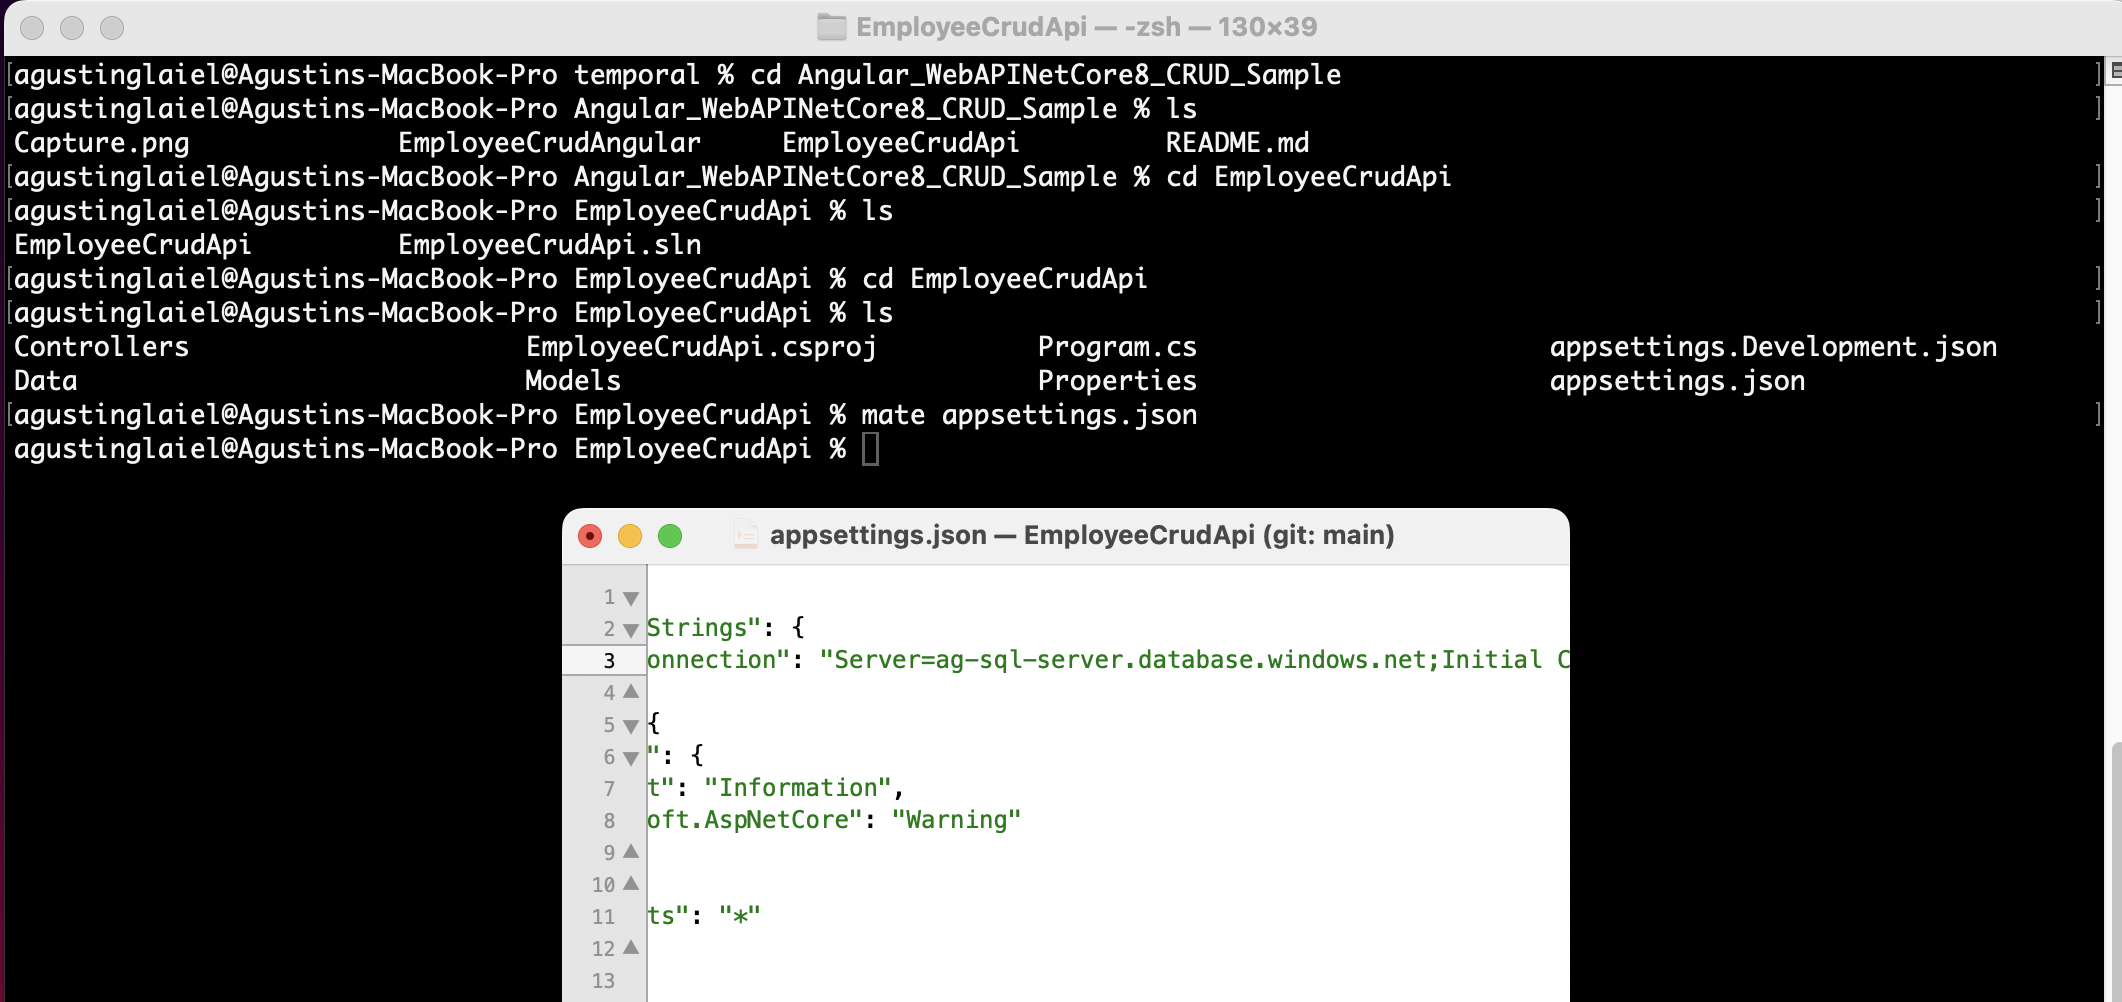 EmployeeCrudApi — -zsh — 130×39
[agustinglaiel@Agustins-MacBook-Pro temporal % cd Angular_WebAPINetCore8_CRUD_Sample ]
[agustinglaiel@Agustins-MacBook-Pro Angular_WebAPINetCore8_CRUD_Sample % ls ]
Capture.png EmployeeCrudAngular EmployeeCrudApi README.md
[agustinglaiel@Agustins-MacBook-Pro Angular_WebAPINetCore8_CRUD_Sample % cd EmployeeCrudApi ]
[agustinglaiel@Agustins-MacBook-Pro EmployeeCrudApi % ls ]
EmployeeCrudApi EmployeeCrudApi.sln
[agustinglaiel@Agustins-MacBook-Pro EmployeeCrudApi % cd EmployeeCrudApi ]
[agustinglaiel@Agustins-MacBook-Pro EmployeeCrudApi % ls ]
Controllers EmployeeCrudApi.csproj Program.cs appsettings.Development.json
Data Models Properties appsettings.json
[agustinglaiel@Agustins-MacBook-Pro EmployeeCrudApi % mate appsettings.json ]
agustinglaiel@Agustins-MacBook-Pro EmployeeCrudApi %
appsettings.json — EmployeeCrudApi (git: main)
1
2 Strings": {
3 onnection": "Server=ag-sql-server.database.windows.net;Initial C
4
5 {
6 ": {
7 t": "Information",
8 oft.AspNetCore": "Warning"
9
10
11 ts": "*"
12
13